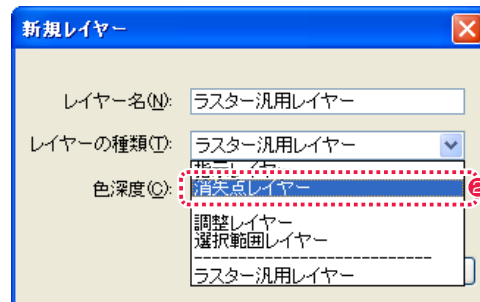 新規レイヤー
レイヤー名(N): ラスター汎用レイヤー
レイヤーの種類(T): ラスター汎用レイヤー
色深度(C):
消失点レイヤー
調整レイヤー
選択範囲レイヤー
---------------------------
ラスター汎用レイヤー